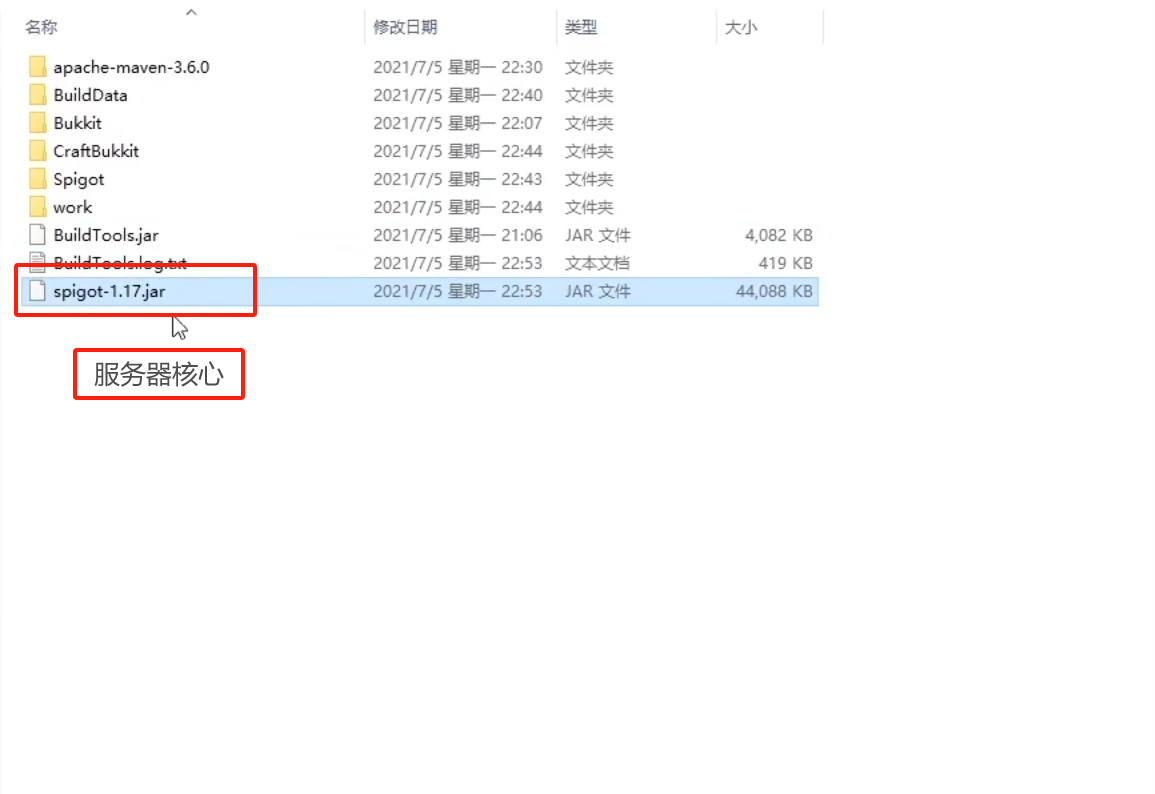 名称 修改日期 类型 大小
apache-maven-3.6.0 2021/7/5 星期一 22:30 文件夹
BuildData 2021/7/5 星期一 22:40 文件夹
Bukkit 2021/7/5 星期一 22:07 文件夹
CraftBukkit 2021/7/5 星期一 22:44 文件夹
Spigot 2021/7/5 星期一 22:43 文件夹
work 2021/7/5 星期一 22:44 文件夹
BuildTools.jar 2021/7/5 星期一 21:06 JAR 文件 4,082 KB
BuildTools.log.txt 2021/7/5 星期一 22:53 文本文档 419 KB
spigot-1.17.jar 2021/7/5 星期一 22:53 JAR 文件 44,088 KB
服务器核心